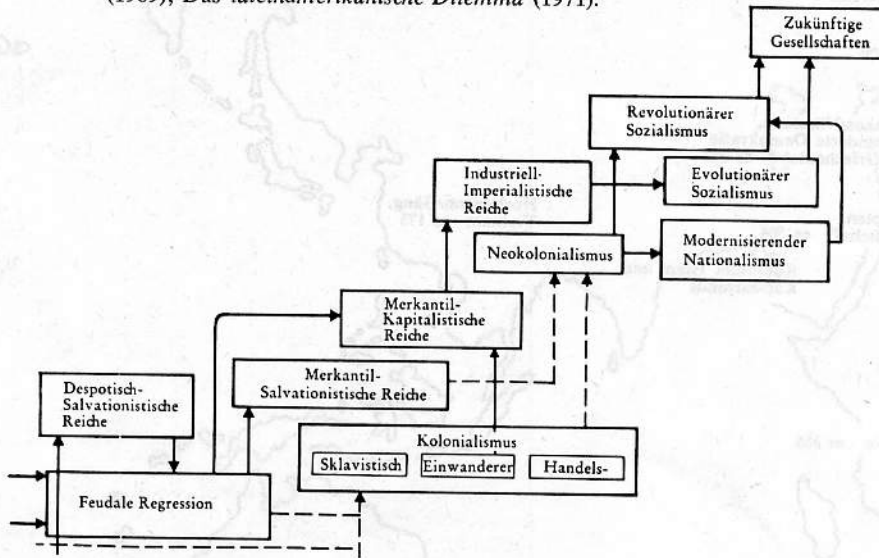 (1969), Das lateinamerikanische Dilemma (1971).
Zukünftige
Gesellschaften
Revolutionärer
Sozialismus
Industriell-
Imperialistische
Reiche
Evolutionärer
Sozialismus
Neokolonialismus
Modernisierender
Nationalismus
Merkantil-
Kapitalistische
Reiche
Merkantil-
Salvationistische Reiche
Despotisch-
Salvationistische
Reiche
Kolonialismus
Sklavistisch
Einwanderer
Handels-
Feudale Regression